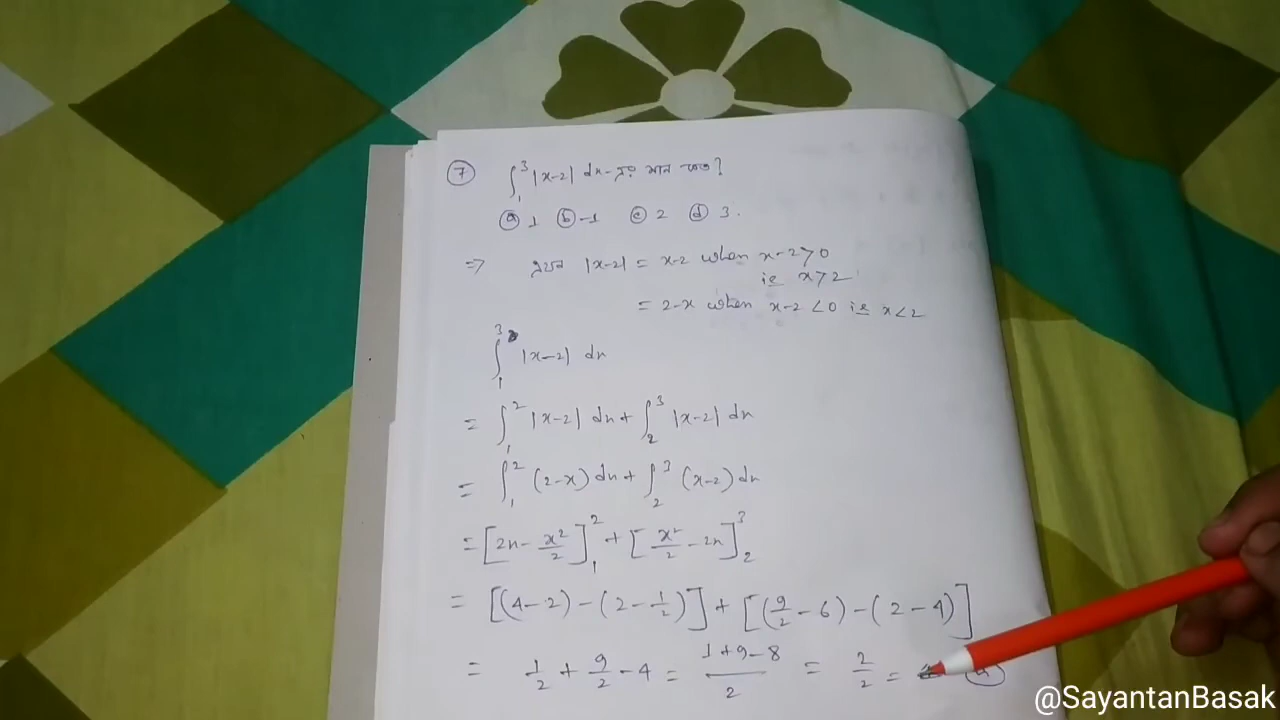 ⑦ ∫₁³ |x-2| dx-এর মান কত?
ⓐ 1 ⓑ -1 ⓒ 2 ⓓ 3.
⇒ এখন |x-2| = x-2 when x-2>0
i.e x>2
= 2-x when x-2<0 i.e x<2
∫₁³ |x-2| dx
= ∫₁² |x-2| dx + ∫₂³ |x-2| dx
= ∫₁² (2-x) dx + ∫₂³ (x-2) dx
= [2x - x²/2]₁² + [x²/2 - 2x]₂³
= [(4-2) - (2-1/2)] + [(9/2-6) - (2-4)]
= 1/2 + 9/2 - 4 = (1+9-8)/2 = 2/2 =
@SayantanBasak